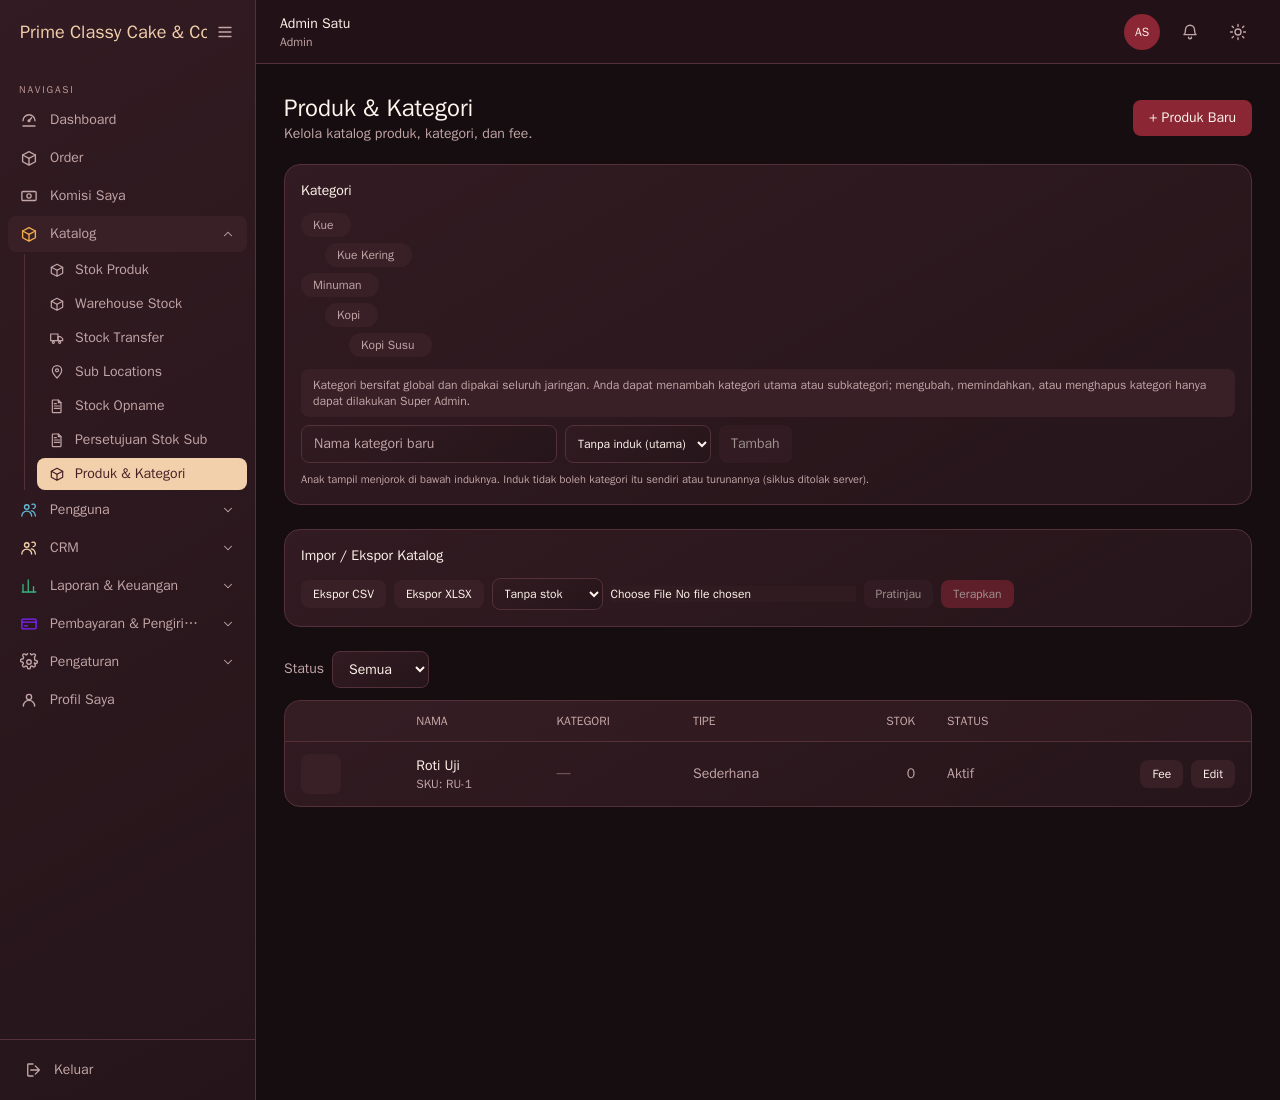 Prime Classy Cake & Co
Admin Satu
Admin
AS
NAVIGASI
Dashboard
Order
Komisi Saya
Katalog
Stok Produk
Warehouse Stock
Stock Transfer
Sub Locations
Stock Opname
Persetujuan Stok Sub
Produk & Kategori
Pengguna
CRM
Laporan & Keuangan
Pembayaran & Pengiri···
Pengaturan
Profil Saya
Keluar
Produk & Kategori
Kelola katalog produk, kategori, dan fee.
+ Produk Baru
Kategori
Kue
Kue Kering
Minuman
Kopi
Kopi Susu
Kategori bersifat global dan dipakai seluruh jaringan. Anda dapat menambah kategori utama atau subkategori; mengubah, memindahkan, atau menghapus kategori hanya
dapat dilakukan Super Admin.
Nama kategori baru Tanpa induk (utama) Tambah
Anak tampil menjorok di bawah induknya. Induk tidak boleh kategori itu sendiri atau turunannya (siklus ditolak server).
Impor / Ekspor Katalog
Ekspor CSV Ekspor XLSX Tanpa stok Choose File No file chosen Pratinjau Terapkan
Status Semua
NAMA KATEGORI TIPE STOK STATUS
Roti Uji — Sederhana 0 Aktif Fee Edit
SKU: RU-1